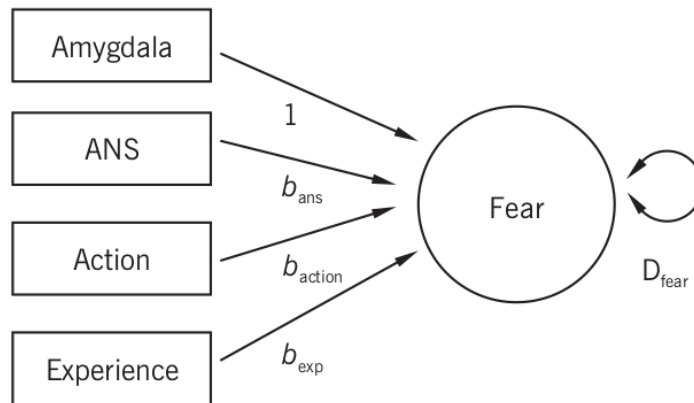 Amygdala
1
ANS
b_ans
Fear
Action
b_action
D_fear
Experience
b_exp